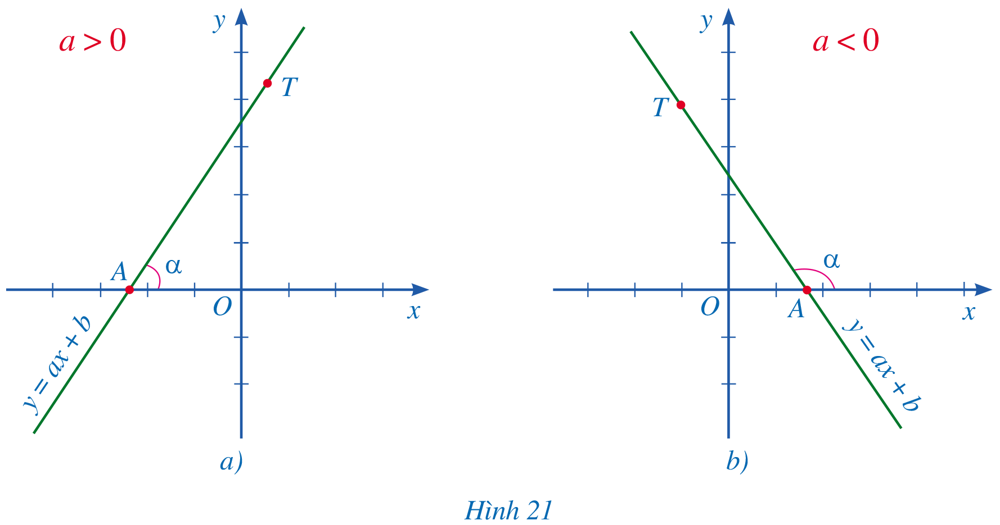 a > 0
y
T
A
α
O
x
y = ax + b
a)
y
a < 0
T
α
O
A
x
y = ax + b
b)
Hình 21